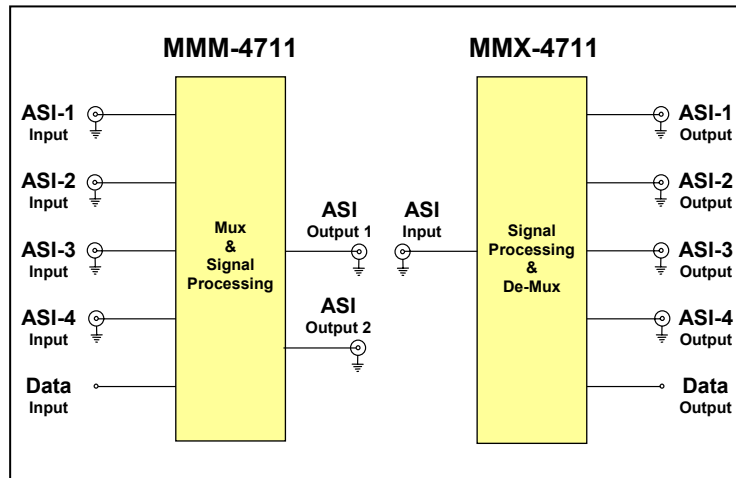 MMM-4711
MMX-4711
ASI-1
Input
ASI-2
Input
ASI-3
Input
ASI-4
Input
Data
Input
Mux
&
Signal
Processing
ASI
Output 1
ASI
Output 2
ASI
Input
Signal
Processing
&
De-Mux
ASI-1
Output
ASI-2
Output
ASI-3
Output
ASI-4
Output
Data
Output